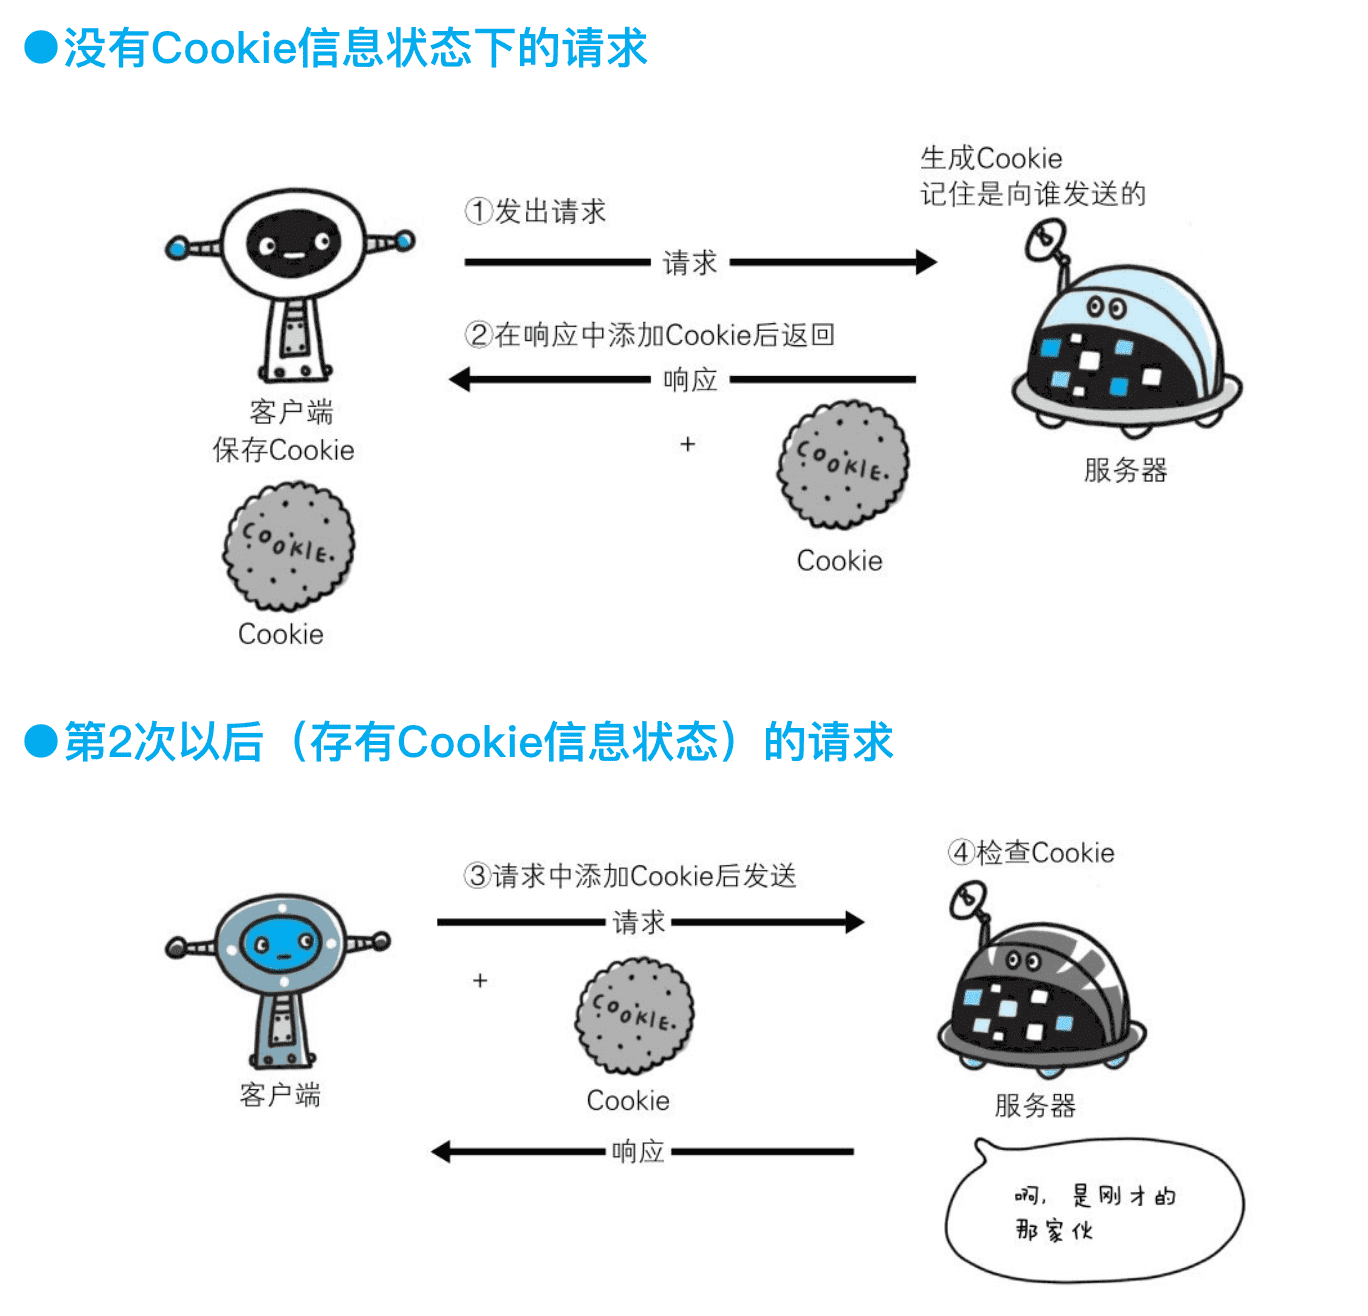 ●没有Cookie信息状态下的请求
生成Cookie
记住是向谁发送的
①发出请求
请求
②在响应中添加Cookie后返回
响应
客户端
保存Cookie
+
COOKIE
Cookie
服务器
COOKIE
Cookie
●第2次以后（存有Cookie信息状态）的请求
③请求中添加Cookie后发送
④检查Cookie
请求
+
COOKIE
Cookie
客户端
服务器
响应
啊，是刚才的
那家伙